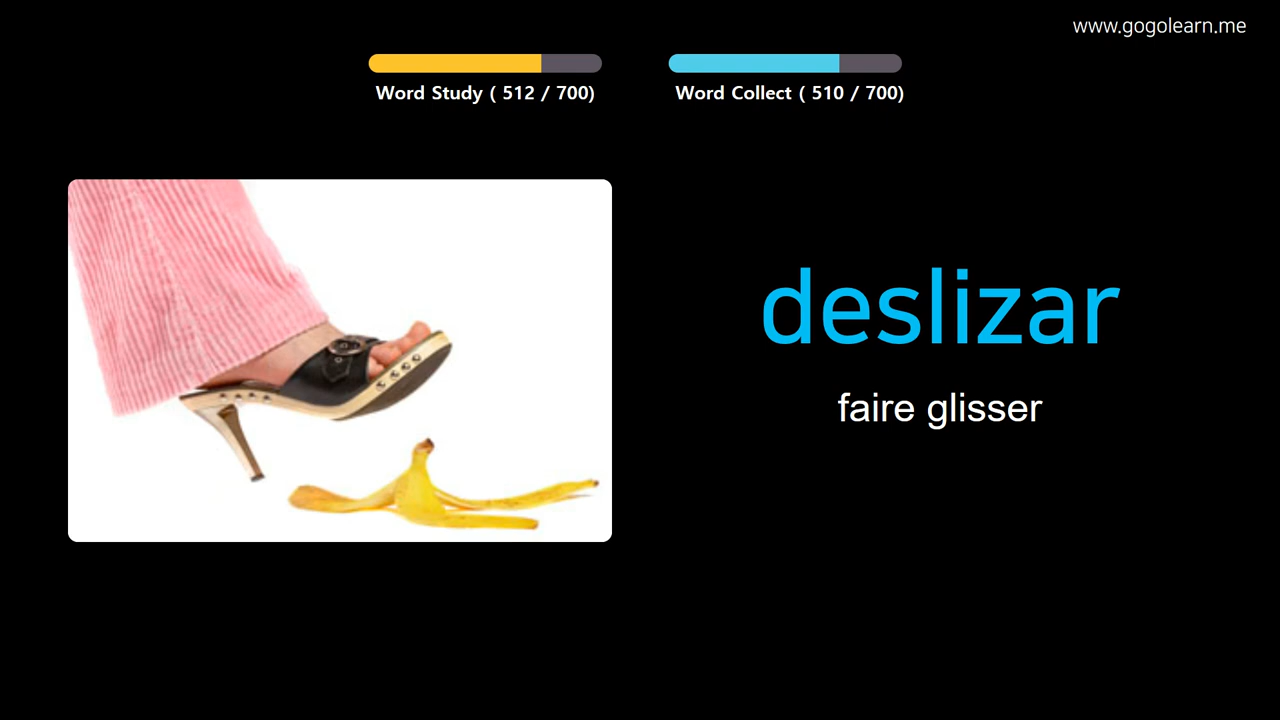 www.gogolearn.me
Word Study ( 512 / 700)
Word Collect ( 510 / 700)
deslizar
faire glisser